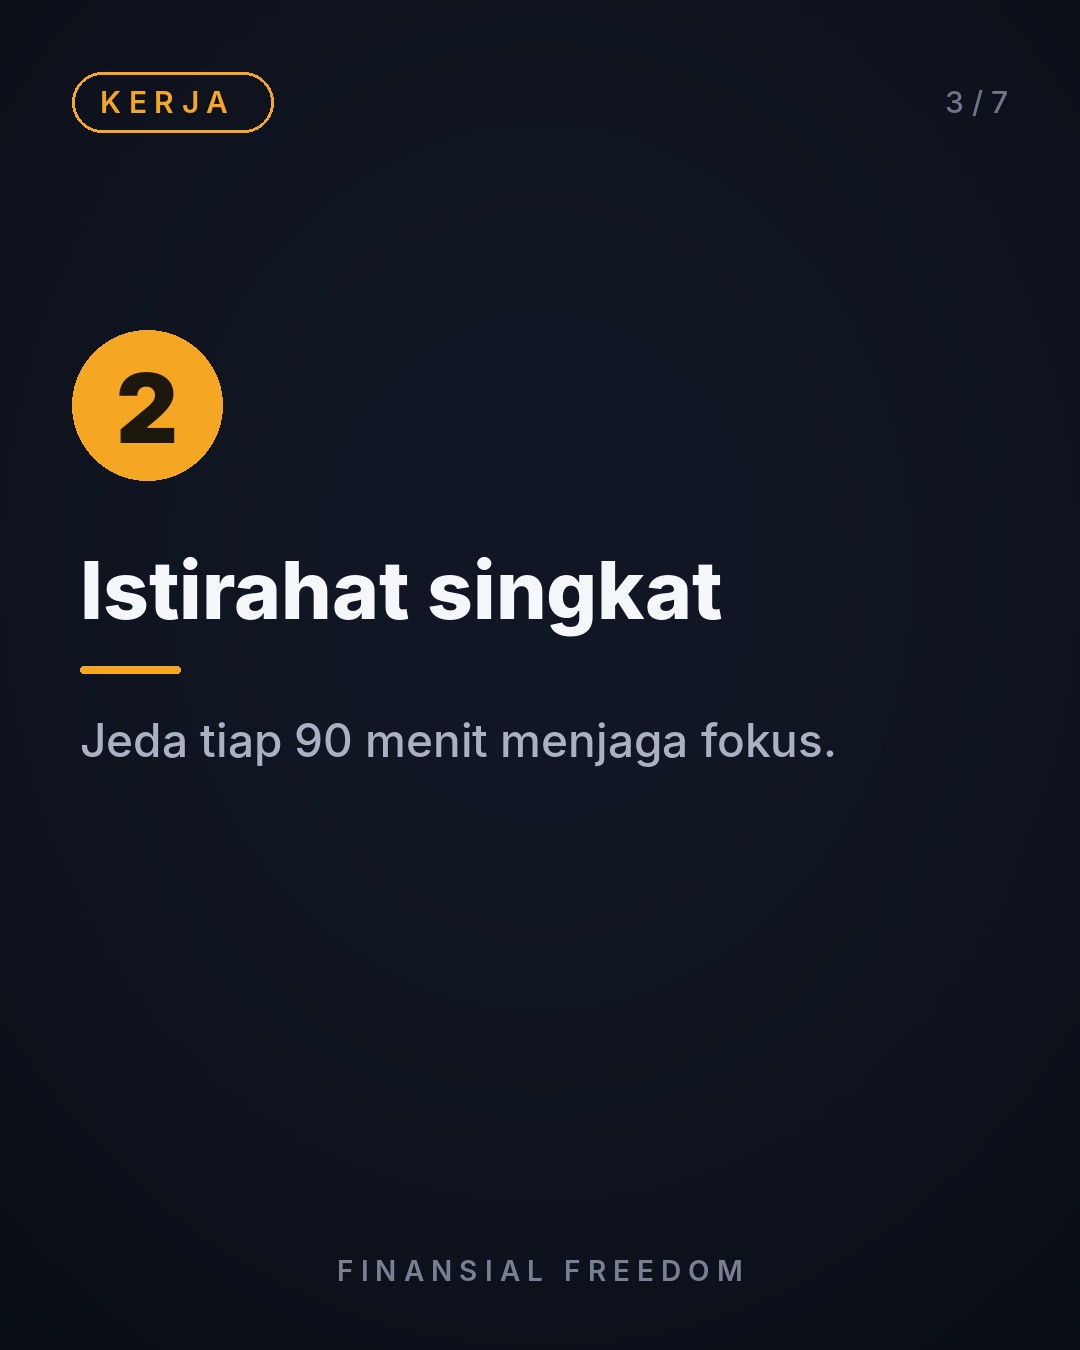 KERJA
3/7
2
Istirahat singkat
Jeda tiap 90 menit menjaga fokus.
FINANSIAL FREEDOM